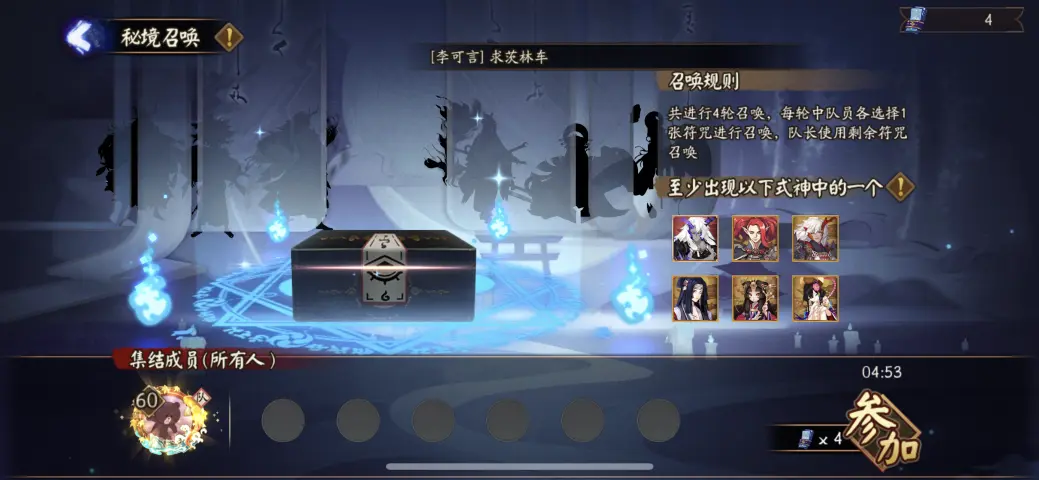 秘境召唤
4
[李可言] 求茨林车
召唤规则
共进行4轮召唤，每轮中队员各选择1
张符咒进行召唤，队长使用剩余符咒
召唤
至少出现以下式神中的一个
集结成员(所有人)
60
队
04:53
x 4
参加